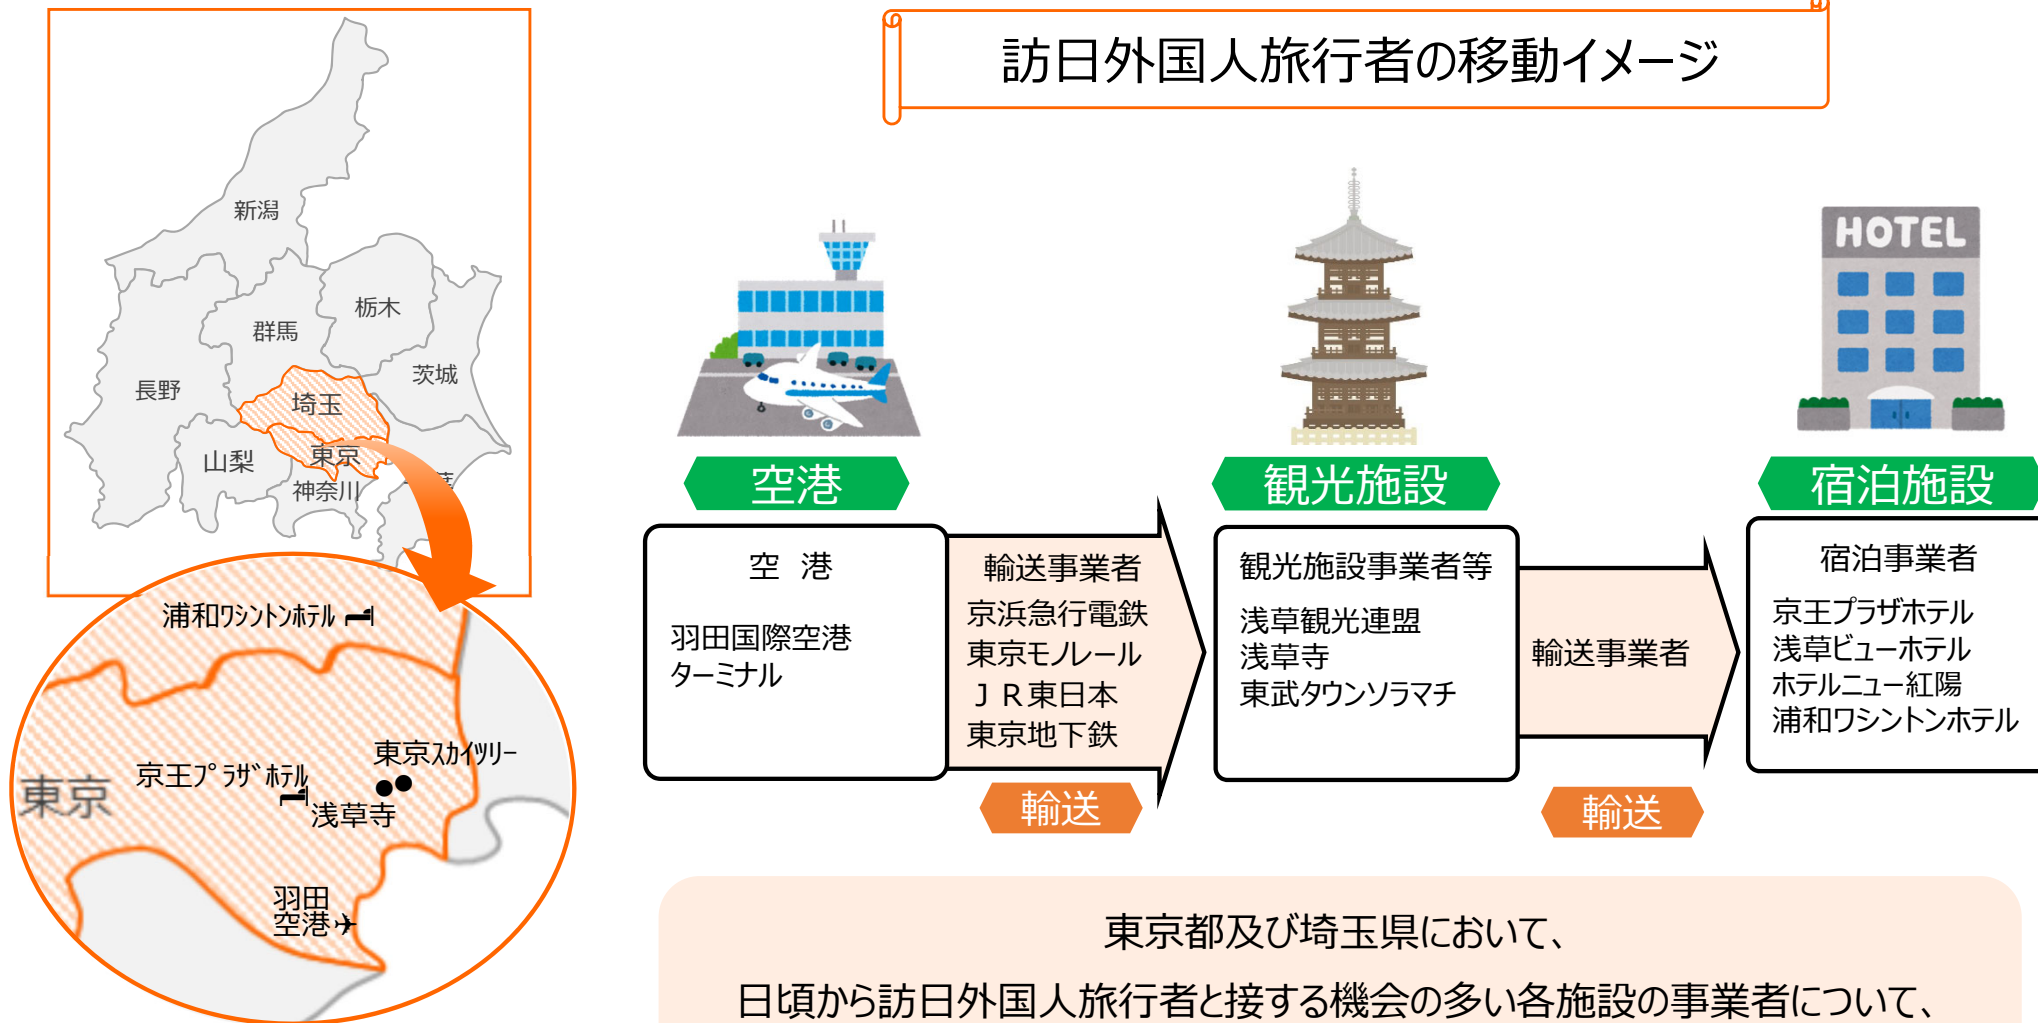 訪日外国人旅行者の移動イメージ
新潟
栃木
群馬
茨城
長野
埼玉
山梨
東京
神奈川
浦和ワシントンホテル
東京スカイツリー
京王プラザホテル
浅草寺
東京
羽田
空港
HOTEL
空港
観光施設
宿泊施設
空 港
羽田国際空港
ターミナル
輸送事業者
京浜急行電鉄
東京モノレール
ＪＲ東日本
東京地下鉄
輸送
観光施設事業者等
浅草観光連盟
浅草寺
東武タウンソラマチ
輸送事業者
輸送
宿泊事業者
京王プラザホテル
浅草ビューホテル
ホテルニュー紅陽
浦和ワシントンホテル
東京都及び埼玉県において、
日頃から訪日外国人旅行者と接する機会の多い各施設の事業者について、